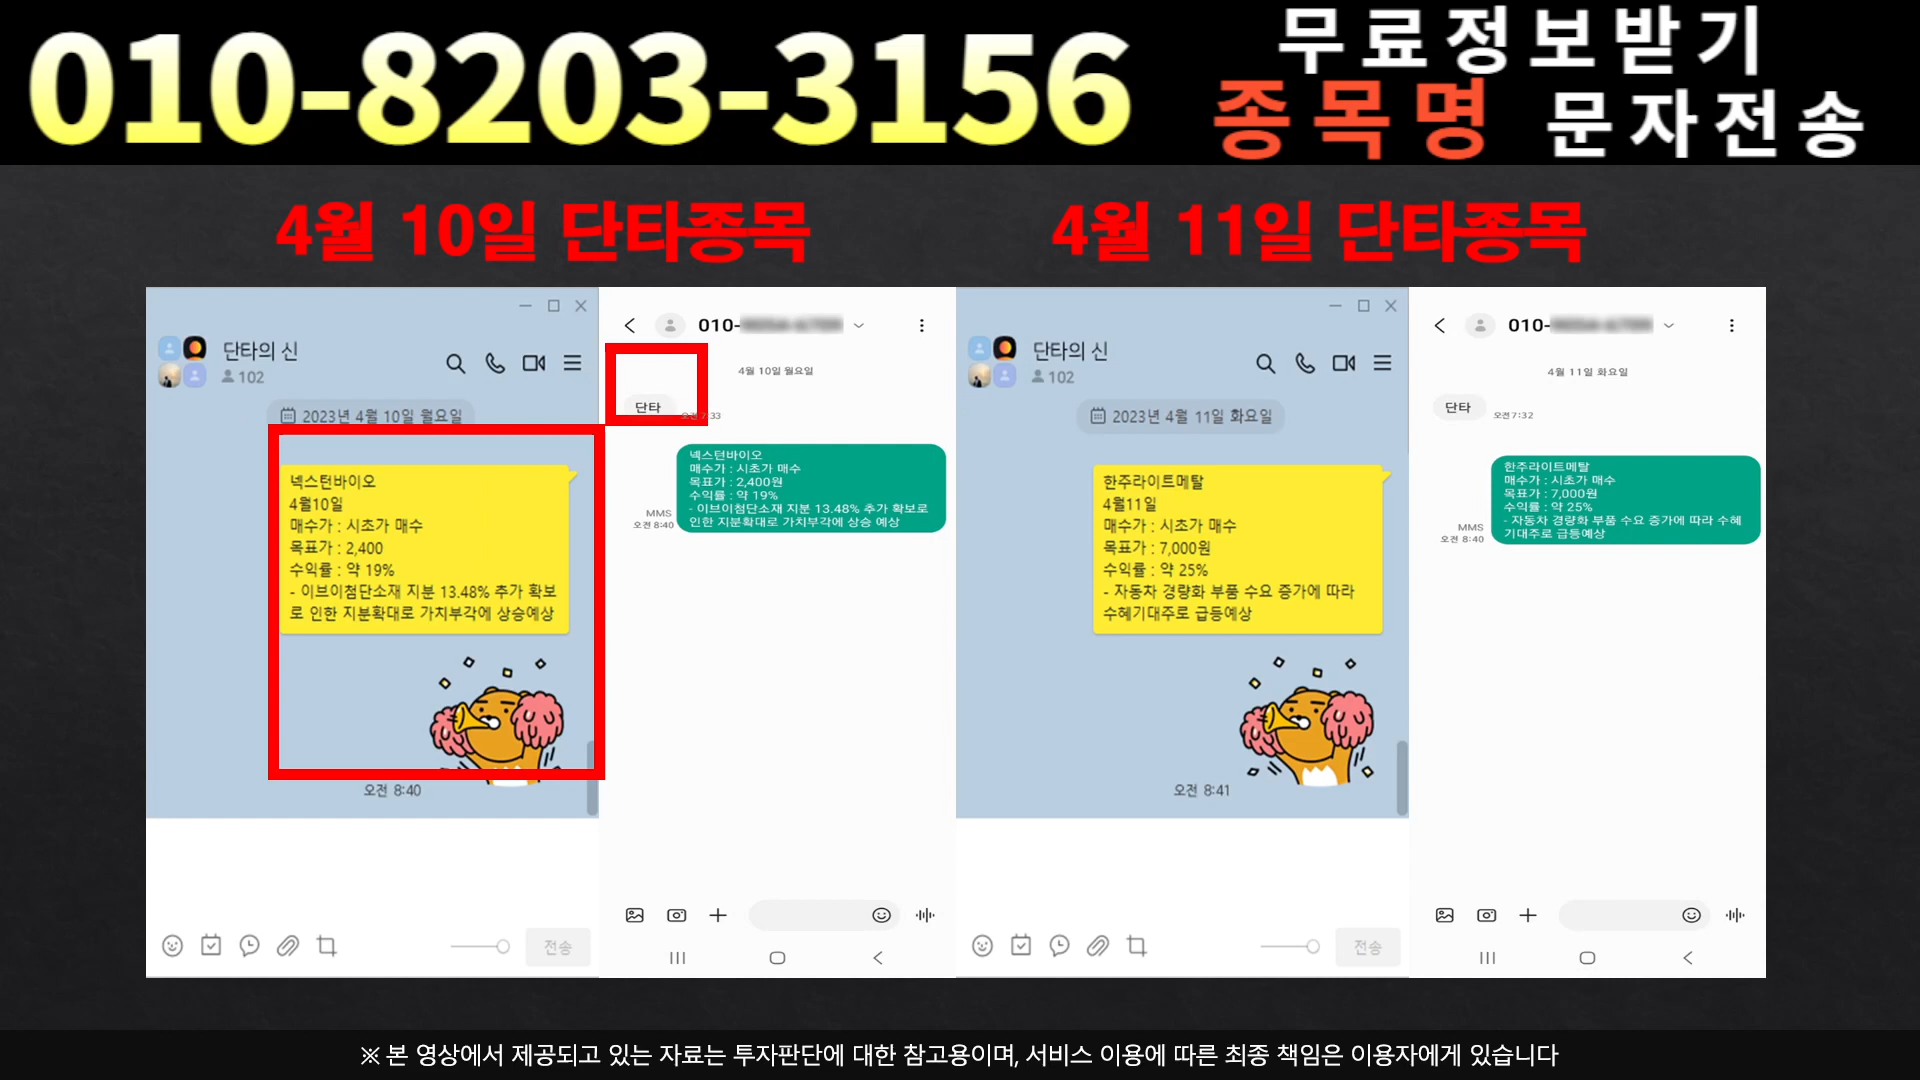 010-8203-3156
무료정보받기
종목명 문자전송
4월 10일 단타종목
4월 11일 단타종목
단타의 신
102
2023년 4월 10일 월요일
넥스턴바이오
4월10일
매수가 : 시초가 매수
목표가 : 2,400
수익률 : 약 19%
- 이브이첨단소재 지분 13.48% 추가 확보
로 인한 지분확대로 가치부각에 상승예상
오전 8:40
전송
010-
4월 10일 월요일
단타
오전 7:33
넥스턴바이오
매수가 : 시초가 매수
목표가 : 2,400원
수익률 : 약 19%
- 이브이첨단소재 지분 13.48% 추가 확보로
인한 지분확대로 가치부각에 상승 예상
MMS
오전 8:40
단타의 신
102
2023년 4월 11일 화요일
한주라이트메탈
4월11일
매수가 : 시초가 매수
목표가 : 7,000원
수익률 : 약 25%
- 자동차 경량화 부품 수요 증가에 따라
수혜기대주로 급등예상
오전 8:41
전송
010-
4월 11일 화요일
단타
오전 7:32
한주라이트메탈
매수가 : 시초가 매수
목표가 : 7,000원
수익률 : 약 25%
- 자동차 경량화 부품 수요 증가에 따라 수혜
기대주로 급등예상
MMS
오전 8:40
※ 본 영상에서 제공되고 있는 자료는 투자판단에 대한 참고용이며, 서비스 이용에 따른 최종 책임은 이용자에게 있습니다